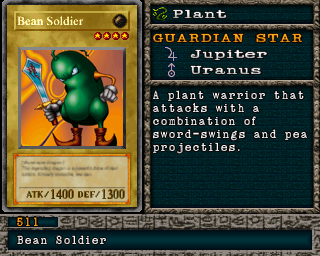 Bean Soldier
ATK/1400 DEF/1300
Plant
GUARDIAN STAR
Jupiter
Uranus
A plant warrior that
attacks with a
combination of
sword-swings and pea
projectiles.
511
Bean Soldier